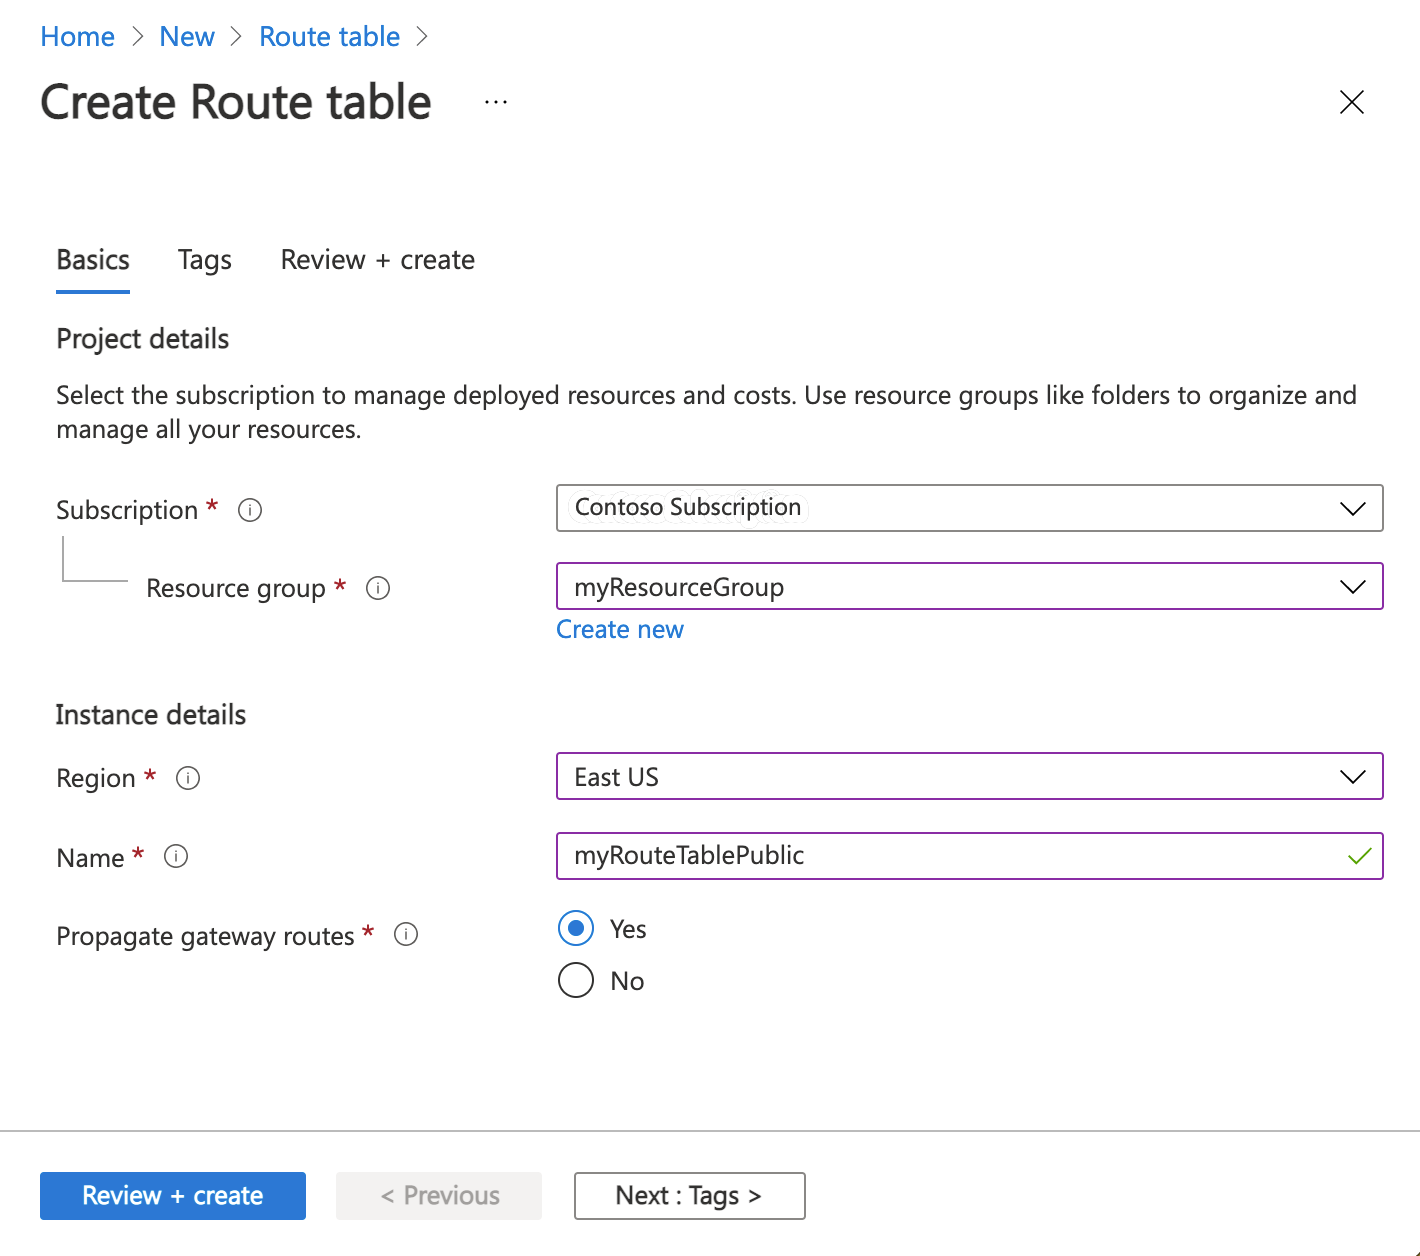 Home > New > Route table >
Create Route table ...
Basics Tags Review + create
Project details
Select the subscription to manage deployed resources and costs. Use resource groups like folders to organize and
manage all your resources.
Subscription * Contoso Subscription
Resource group * myResourceGroup
Create new
Instance details
Region * East US
Name * myRouteTablePublic
Propagate gateway routes * Yes
No
Review + create < Previous Next : Tags >